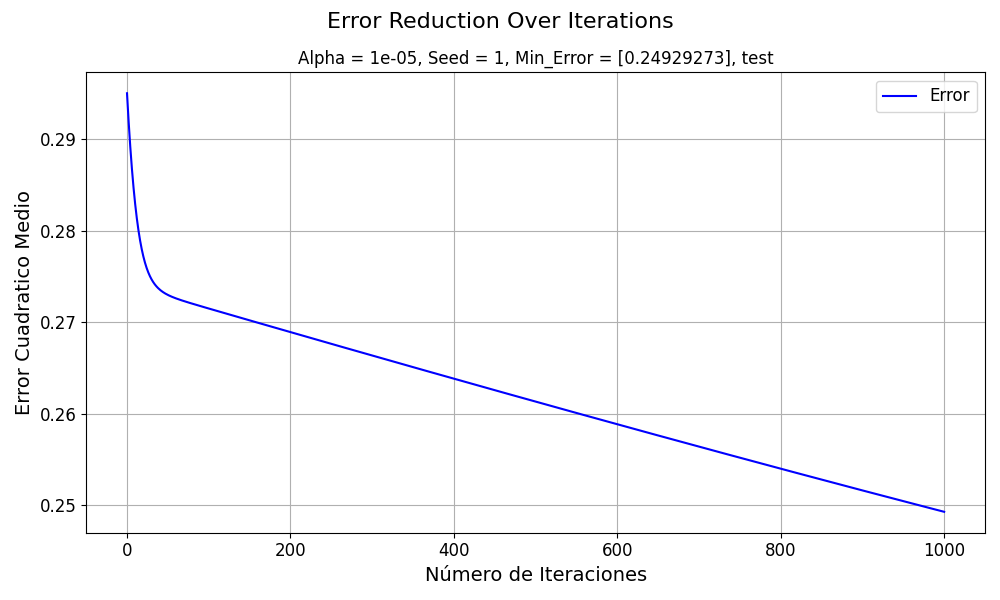 Error Reduction Over Iterations
Alpha = 1e-05, Seed = 1, Min_Error = [0.24929273], test
Error
Error Cuadratico Medio
0.29
0.28
0.27
0.26
0.25
0 200 400 600 800 1000
Número de Iteraciones